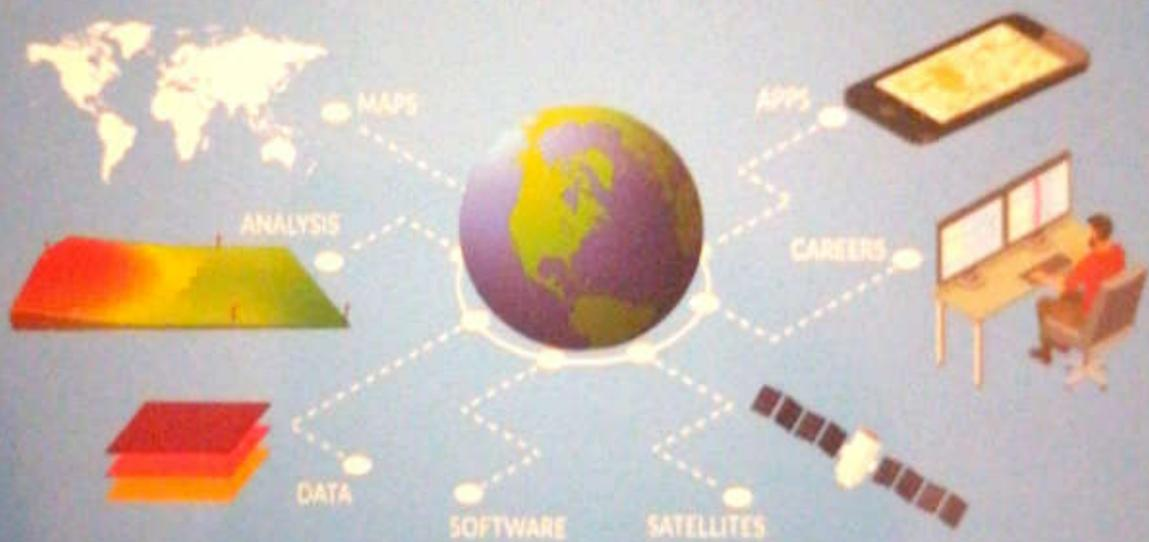 MAPS
APPS
ANALYSIS
CAREERS
DATA
SOFTWARE
SATELLITES